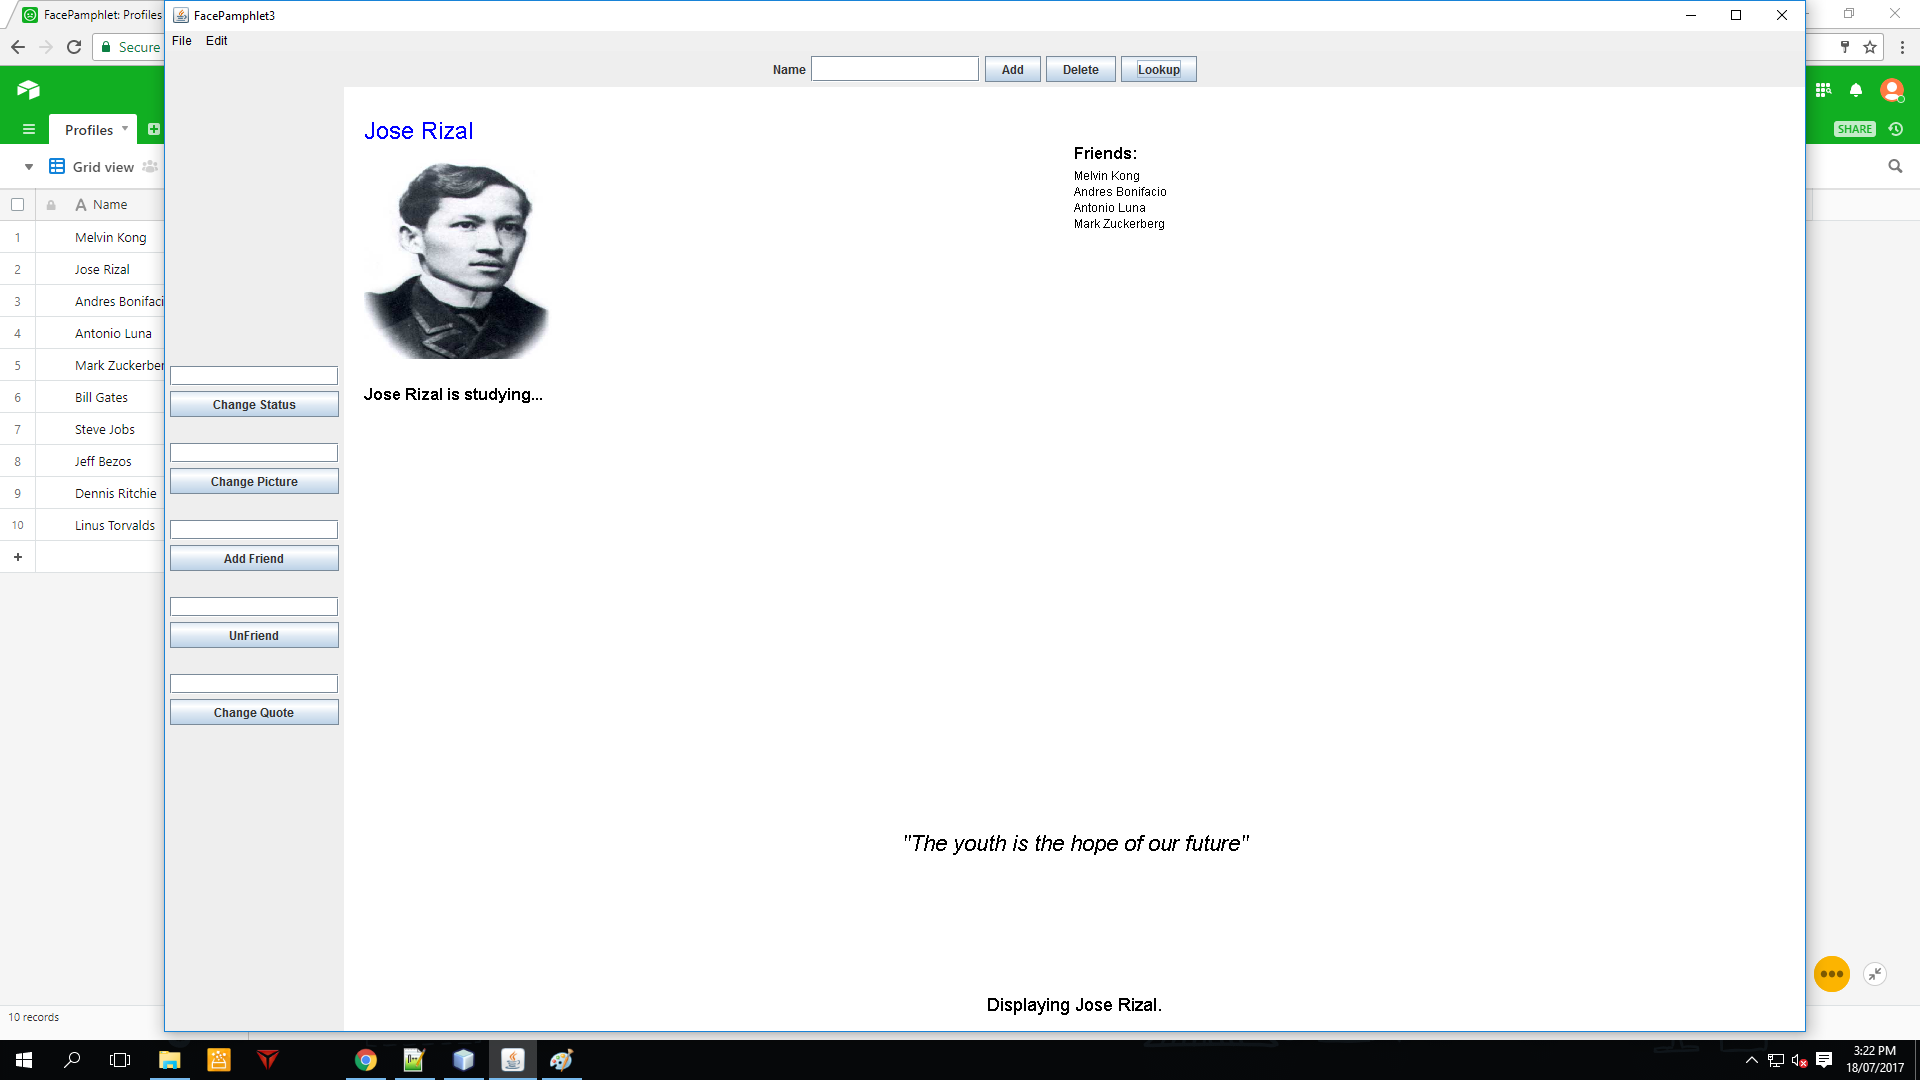 FacePamphlet: Profiles
FacePamphlet3
Secure
File Edit
Name Add Delete Lookup
Profiles
SHARE
Grid view
Name
1 Melvin Kong
2 Jose Rizal
3 Andres Bonifaci
4 Antonio Luna
5 Mark Zuckerber
6 Bill Gates
7 Steve Jobs
8 Jeff Bezos
9 Dennis Ritchie
10 Linus Torvalds
10 records
Change Status
Change Picture
Add Friend
UnFriend
Change Quote
Jose Rizal
Jose Rizal is studying...
Friends:
Melvin Kong
Andres Bonifacio
Antonio Luna
Mark Zuckerberg
"The youth is the hope of our future"
Displaying Jose Rizal.
3:22 PM
18/07/2017